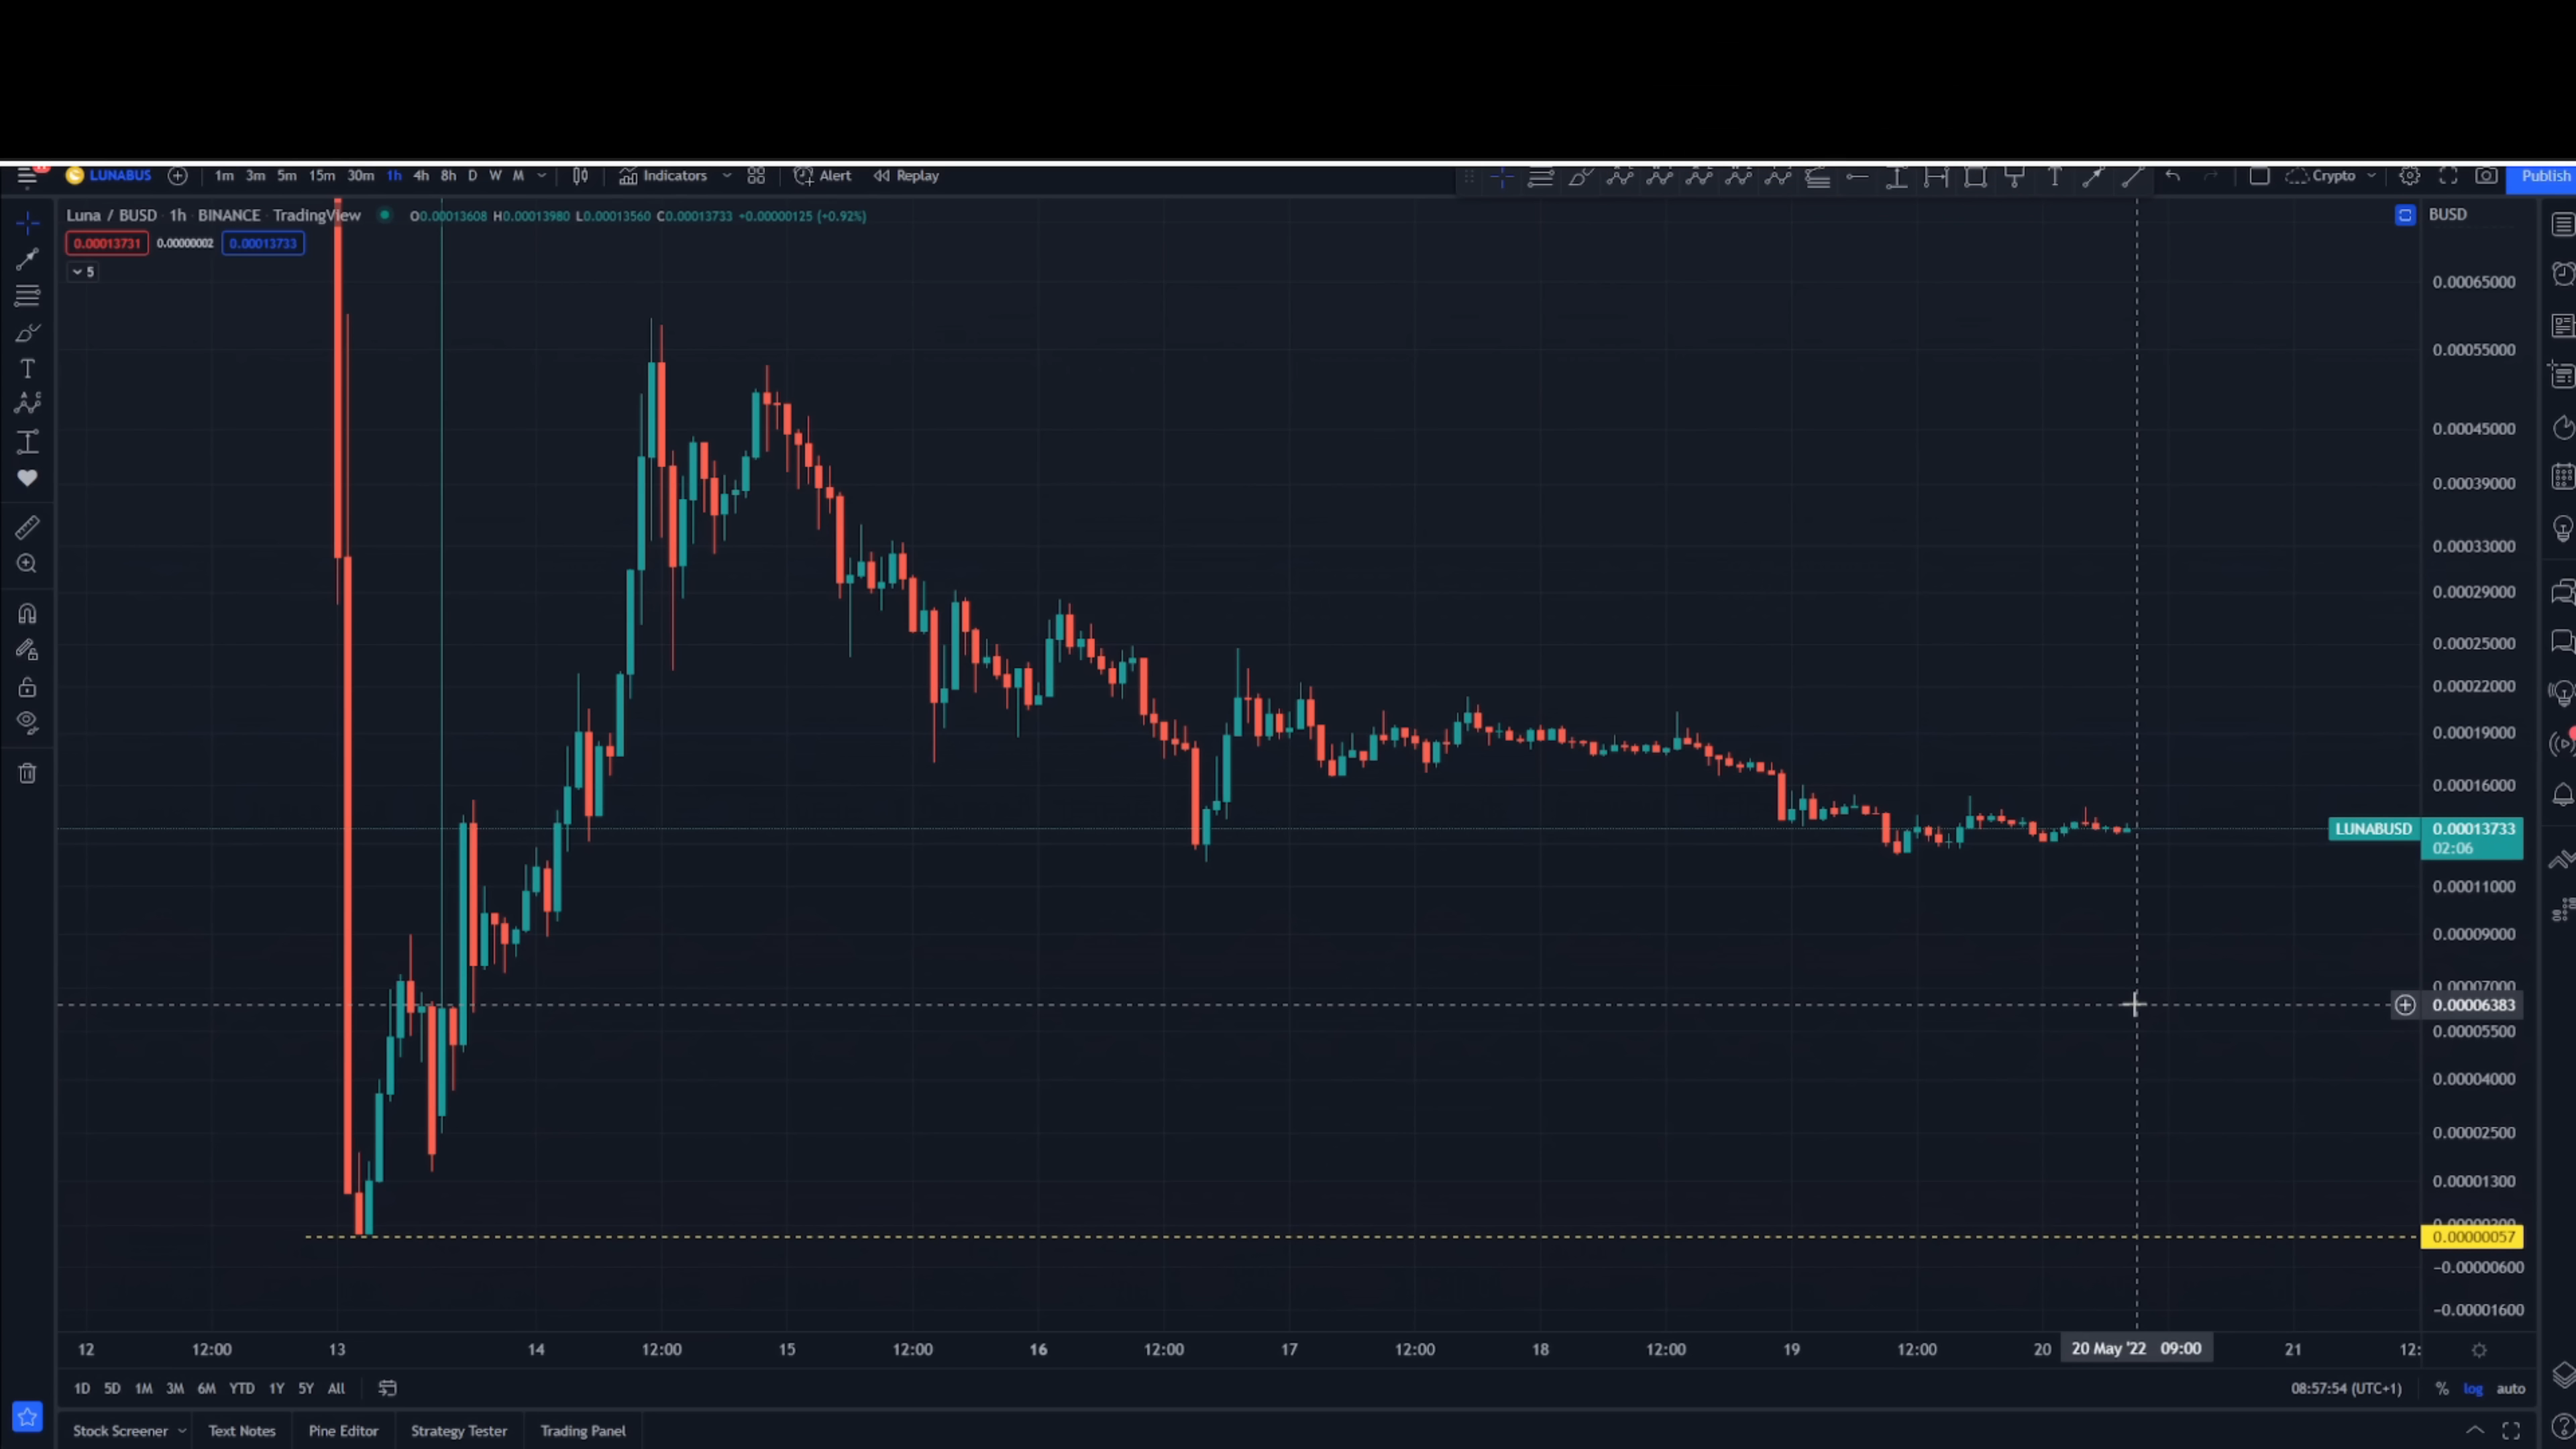 LUNABUS 1m 3m 5m 15m 30m 1h 4h 8h D W M Indicators Alert Replay Crypto Publish
Luna / BUSD · 1h · BINANCE · TradingView O0.00013608 H0.00013980 L0.00013560 C0.00013733 +0.00000125 (+0.92%)
BUSD
0.00013731 0.00000002 0.00013733
5
0.00065000
0.00055000
0.00045000
0.00039000
0.00033000
0.00029000
0.00025000
0.00022000
0.00019000
0.00016000
LUNABUSD 0.00013733
02:06
0.00011000
0.00009000
0.00007000
0.00006383
0.00005500
0.00004000
0.00002500
0.00001300
0.00000057
−0.00000600
−0.00001600
12 12:00 13 14 12:00 15 12:00 16 12:00 17 12:00 18 12:00 19 12:00 20 20 May '22 09:00 21 12:
1D 5D 1M 3M 6M YTD 1Y 5Y All 08:57:54 (UTC+1) % log auto
Stock Screener Text Notes Pine Editor Strategy Tester Trading Panel